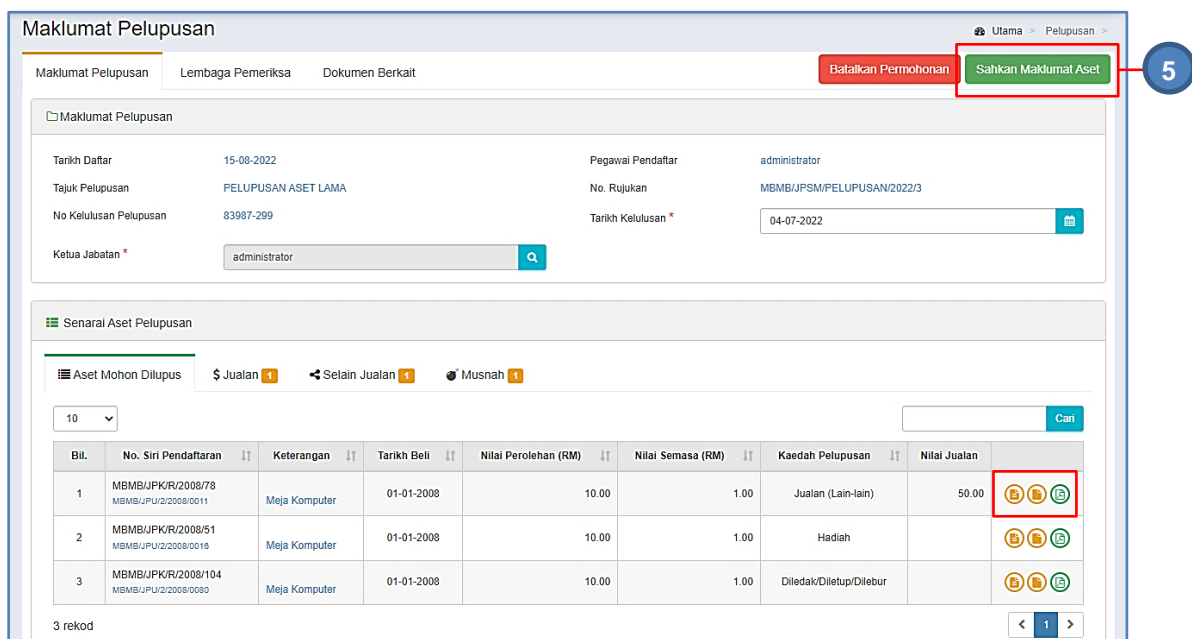 Maklumat Pelupusan
Utama > Pelupusan >
Maklumat Pelupusan Lembaga Pemeriksa Dokumen Berkait Batalkan Permohonan Sahkan Maklumat Aset 5
Maklumat Pelupusan
Tarikh Daftar 15-08-2022 Pegawai Pendaftar administrator
Tajuk Pelupusan PELUPUSAN ASET LAMA No. Rujukan MBMB/JPSM/PELUPUSAN/2022/3
No Kelulusan Pelupusan 83987-299 Tarikh Kelulusan * 04-07-2022
Ketua Jabatan * administrator
Senarai Aset Pelupusan
Aset Mohon Dilupus $ Jualan 1 Selain Jualan 1 Musnah 1
10 Cari
Bil. No. Siri Pendaftaran Keterangan Tarikh Beli Nilai Perolehan (RM) Nilai Semasa (RM) Kaedah Pelupusan Nilai Jualan
1 MBMB/JPK/R/2008/78 Meja Komputer 01-01-2008 10.00 1.00 Jualan (Lain-lain) 50.00
MBMB/JPU/2/2008/0011
2 MBMB/JPK/R/2008/51 Meja Komputer 01-01-2008 10.00 1.00 Hadiah
MBMB/JPU/2/2008/0016
3 MBMB/JPK/R/2008/104 Meja Komputer 01-01-2008 10.00 1.00 Diledak/Diletup/Dilebur
MBMB/JPU/2/2008/0080
3 rekod < 1 >